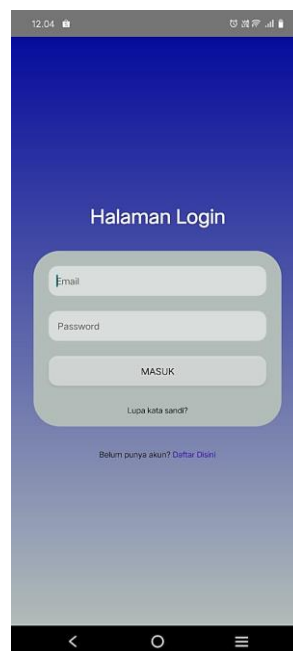 12.04
Halaman Login
Email
Password
MASUK
Lupa kata sandi?
Belum punya akun? Daftar Disini